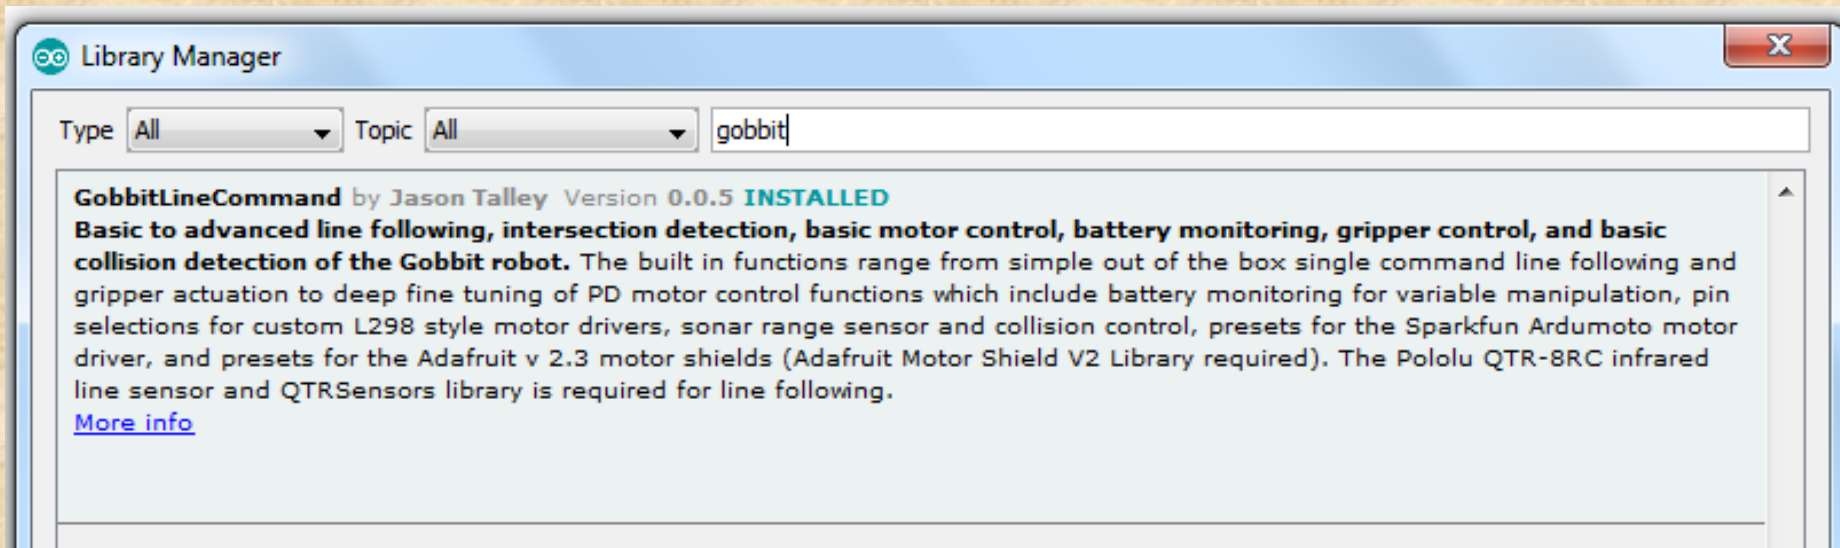 Library Manager
Type All Topic All gobbit
GobbitLineCommand by Jason Talley Version 0.0.5 INSTALLED
Basic to advanced line following, intersection detection, basic motor control, battery monitoring, gripper control, and basic
collision detection of the Gobbit robot. The built in functions range from simple out of the box single command line following and
gripper actuation to deep fine tuning of PD motor control functions which include battery monitoring for variable manipulation, pin
selections for custom L298 style motor drivers, sonar range sensor and collision control, presets for the Sparkfun Ardumoto motor
driver, and presets for the Adafruit v 2.3 motor shields (Adafruit Motor Shield V2 Library required). The Pololu QTR-8RC infrared
line sensor and QTRSensors library is required for line following.
More info